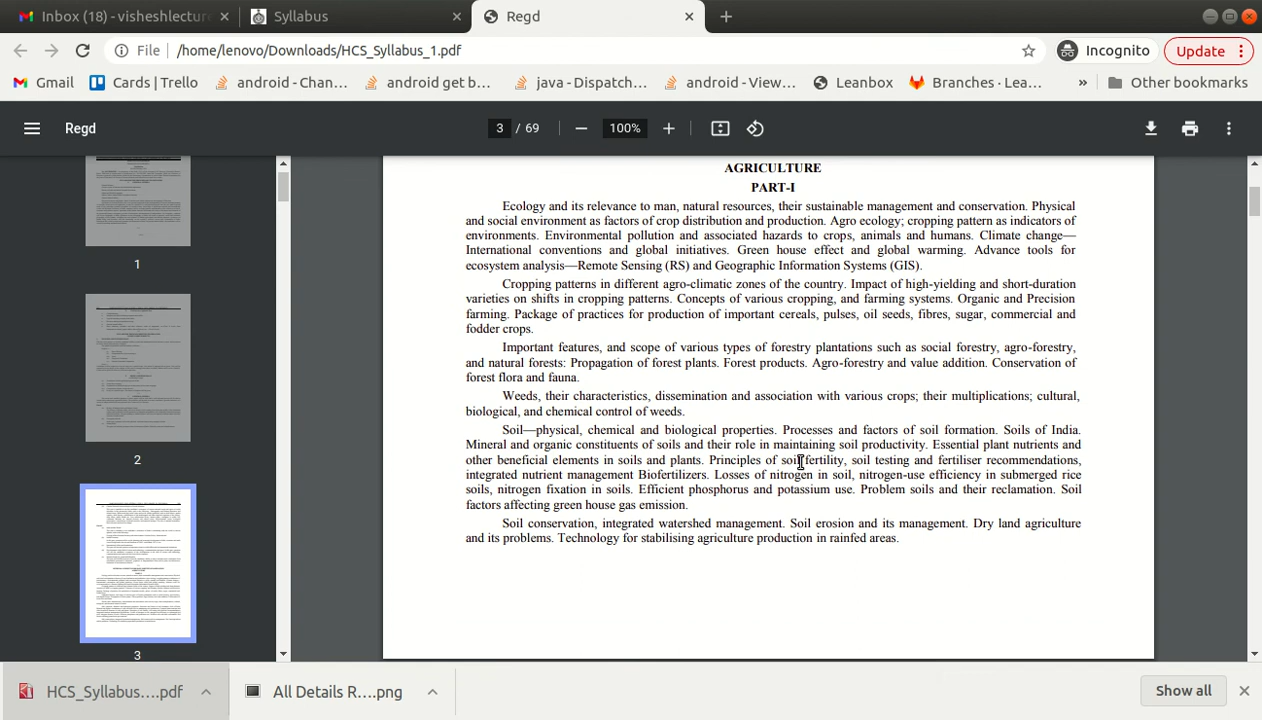 Inbox (18) - visheshlectur
Syllabus
Regd
File
/home/lenovo/Downloads/HCS_Syllabus_1.pdf
Incognito
Update
Gmail
Cards | Trello
android - Chan...
android get b...
java - Dispatch...
android - View...
Leanbox
Branches · Lea...
»
Other bookmarks
Regd
3 / 69
100%
1
2
3
AGRICULTURE
PART-I
Ecology and its relevance to man, natural resources, their sustainable management and conservation. Physical
and social environment as factors of crop distribution and production. Agro ecology; cropping pattern as indicators of
environments. Environmental pollution and associated hazards to crops, animals and humans. Climate change—
International conventions and global initiatives. Green house effect and global warming. Advance tools for
ecosystem analysis—Remote Sensing (RS) and Geographic Information Systems (GIS).
Cropping patterns in different agro-climatic zones of the country. Impact of high-yielding and short-duration
varieties on shifts in cropping patterns. Concepts of various cropping, and farming systems. Organic and Precision
farming. Package of practices for production of important cereals, pulses, oil seeds, fibres, sugar, commercial and
fodder crops.
Important features, and scope of various types of forestry plantations such as social forestry, agro-forestry,
and natural forests: Propagation of forest plants. Forest products. Agro-forestry and value addition. Conservation of
forest flora and fauna.
Weeds, their characteristics, dissemination and association with various crops; their multiplications; cultural,
biological, and chemical control of weeds.
Soil—physical, chemical and biological properties. Processes and factors of soil formation. Soils of India.
Mineral and organic constituents of soils and their role in maintaining soil productivity. Essential plant nutrients and
other beneficial elements in soils and plants. Principles of soil fertility, soil testing and fertiliser recommendations,
integrated nutrient management Biofertilizers. Losses of nitrogen in soil, nitrogen-use efficiency in submerged rice
soils, nitrogen fixation in soils. Efficient phosphorus and potassium use. Problem soils and their reclamation. Soil
factors affecting green house gas emission.
Soil conservation, integrated watershed management. Soil erosion and its management. Dry land agriculture
and its problems. Technology for stabilising agriculture production in rainfed areas.
HCS_Syllabus....pdf
All Details R....png
Show all